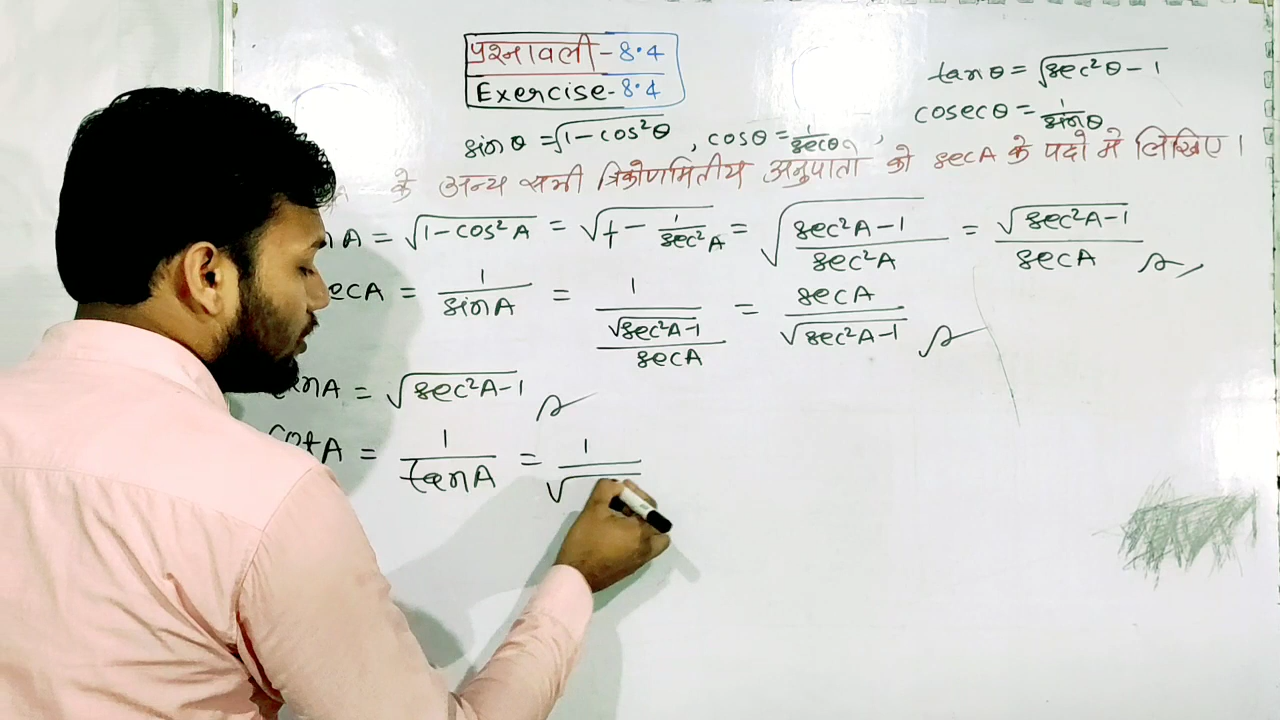 प्रश्नावली-8.4
Exercise-8.4
tanθ = √sec²θ-1
cosecθ = 1/sinθ
sinθ = √1-cos²θ , cosθ = 1/secθ ,
A के अन्य सभी त्रिकोणमितीय अनुपातों को secA के पदो मे लिखिए।
A = √1-cos²A = √1 - 1/sec²A = √sec²A-1/sec²A = √sec²A-1/secA
ecA = 1/sinA = 1/√sec²A-1/secA = secA/√sec²A-1
tanA = √sec²A-1
cotA = 1/tanA = 1/√